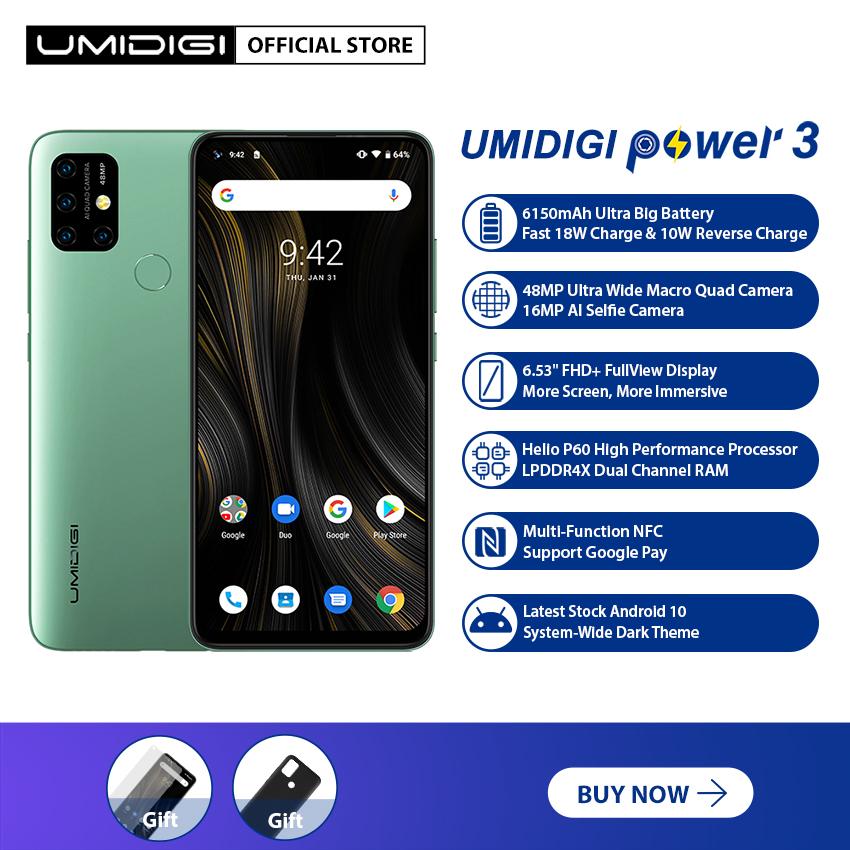 UMIDIGI OFFICIAL STORE
AI QUAD CAMERA 48MP
UMIDIGI
9:42 64%
9:42
THU, JAN 31
Google Duo Google Play Store
UMIDIGI power 3
6150mAh Ultra Big Battery
Fast 18W Charge & 10W Reverse Charge
48MP Ultra Wide Macro Quad Camera
16MP AI Selfie Camera
6.53" FHD+ FullView Display
More Screen, More Immersive
Helio P60 High Performance Processor
LPDDR4X Dual Channel RAM
Multi-Function NFC
Support Google Pay
Latest Stock Android 10
System-Wide Dark Theme
Gift
Gift
BUY NOW